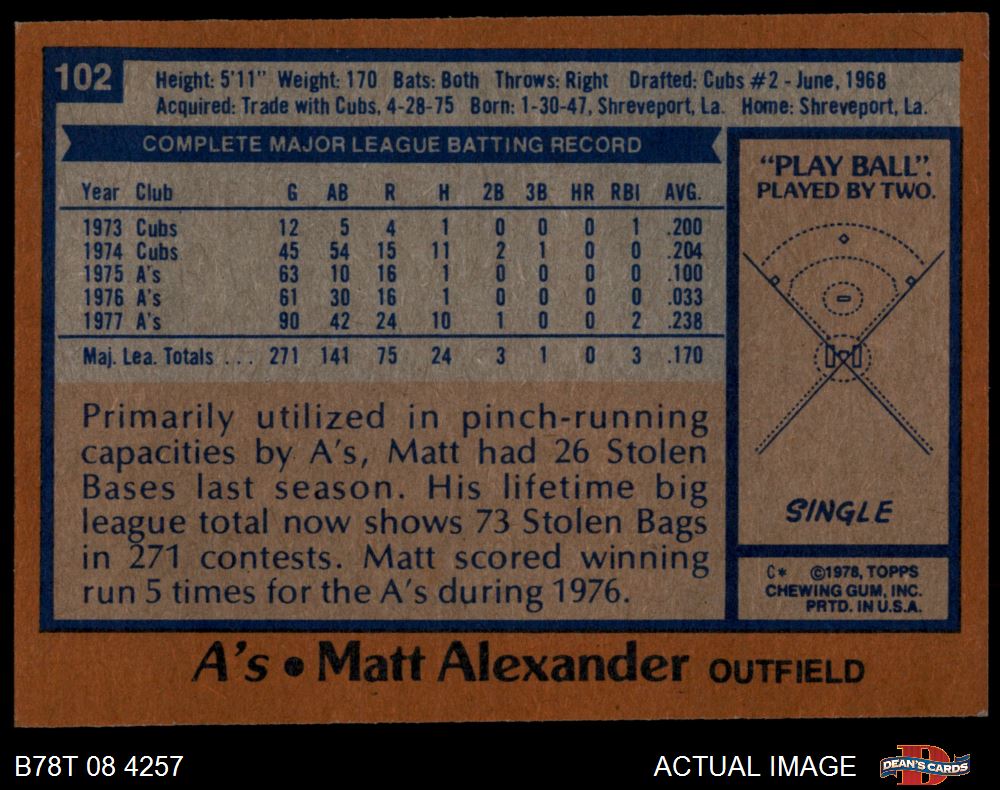 102
Height: 5'11" Weight: 170 Bats: Both Throws: Right Drafted: Cubs #2 - June, 1968
Acquired: Trade with Cubs, 4-28-75 Born: 1-30-47, Shreveport, La. Home: Shreveport, La.
COMPLETE MAJOR LEAGUE BATTING RECORD
Year Club G AB R H 2B 3B HR RBI AVG.
1973 Cubs 12 5 4 1 0 0 0 1 .200
1974 Cubs 45 54 15 11 2 1 0 0 .204
1975 A's 63 10 16 1 0 0 0 0 .100
1976 A's 61 30 16 1 0 0 0 0 .033
1977 A's 90 42 24 10 1 0 0 2 .238
Maj. Lea. Totals . . . 271 141 75 24 3 1 0 3 .170
Primarily utilized in pinch-running
capacities by A's, Matt had 26 Stolen
Bases last season. His lifetime big
league total now shows 73 Stolen Bags
in 271 contests. Matt scored winning
run 5 times for the A's during 1976.
"PLAY BALL".
PLAYED BY TWO.
SINGLE
C* ©1978, TOPPS
CHEWING GUM, INC.
PRTD. IN U.S.A.
A's • Matt Alexander OUTFIELD
B78T 08 4257
ACTUAL IMAGE
D
DEAN'S CARDS